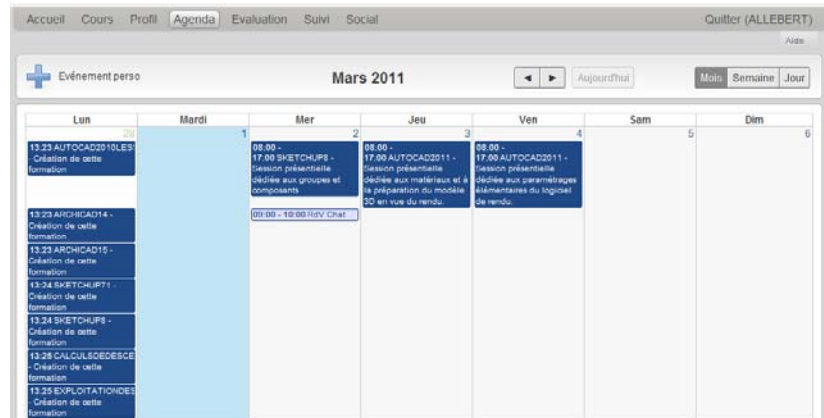 Accueil Cours Profil Agenda Evaluation Suivi Social Quitter (ALLEBERT)
Aide
Evénement perso
Mars 2011
Aujourd'hui
Mois Semaine Jour
Lun Mardi Mer Jeu Ven Sam Dim
28 1 2 3 4 5 6
13:23 AUTOCAD2010LES
- Création de cette
formation
13:23 ARCHICAD14 -
Création de cette
formation
13:23 ARCHICAD15 -
Création de cette
formation
13:24 SKETCHUP71 -
Création de cette
formation
13:24 SKETCHUP8 -
Création de cette
formation
13:25 CALCULSDEDESCE
- Création de cette
formation
13:25 EXPLOITATIONDES
- Création de cette
formation
08:00 -
17:00 SKETCHUP8 -
Session présentielle
dédiée aux groupes et
composants
09:00 - 10:00 RdV Chat
08:00 -
17:00 AUTOCAD2011 -
Session présentielle
dédiée aux matériaux et à
la préparation du modèle
3D en vue du rendu.
08:00 -
17:00 AUTOCAD2011 -
Session présentielle
dédiée aux paramétrages
élémentaires du logiciel
de rendu.